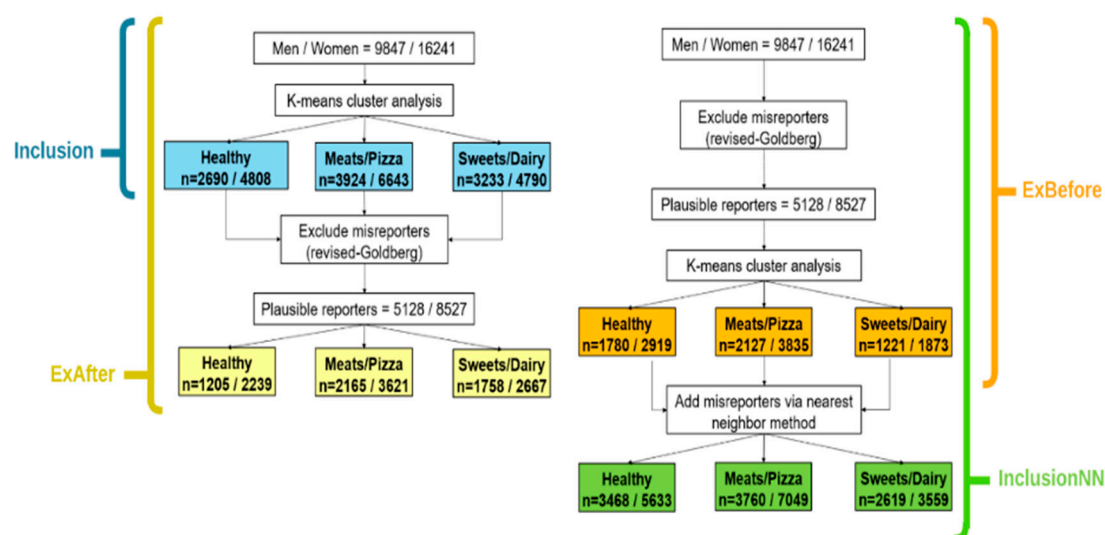 Men / Women = 9847 / 16241
K-means cluster analysis
Inclusion
Healthy
n=2690 / 4808
Meats/Pizza
n=3924 / 6643
Sweets/Dairy
n=3233 / 4790
Exclude misreporters
(revised-Goldberg)
Plausible reporters = 5128 / 8527
ExAfter
Healthy
n=1205 / 2239
Meats/Pizza
n=2165 / 3621
Sweets/Dairy
n=1758 / 2667
Men / Women = 9847 / 16241
Exclude misreporters
(revised-Goldberg)
ExBefore
Plausible reporters = 5128 / 8527
K-means cluster analysis
Healthy
n=1780 / 2919
Meats/Pizza
n=2127 / 3835
Sweets/Dairy
n=1221 / 1873
Add misreporters via nearest
neighbor method
Healthy
n=3468 / 5633
Meats/Pizza
n=3760 / 7049
Sweets/Dairy
n=2619 / 3559
InclusionNN